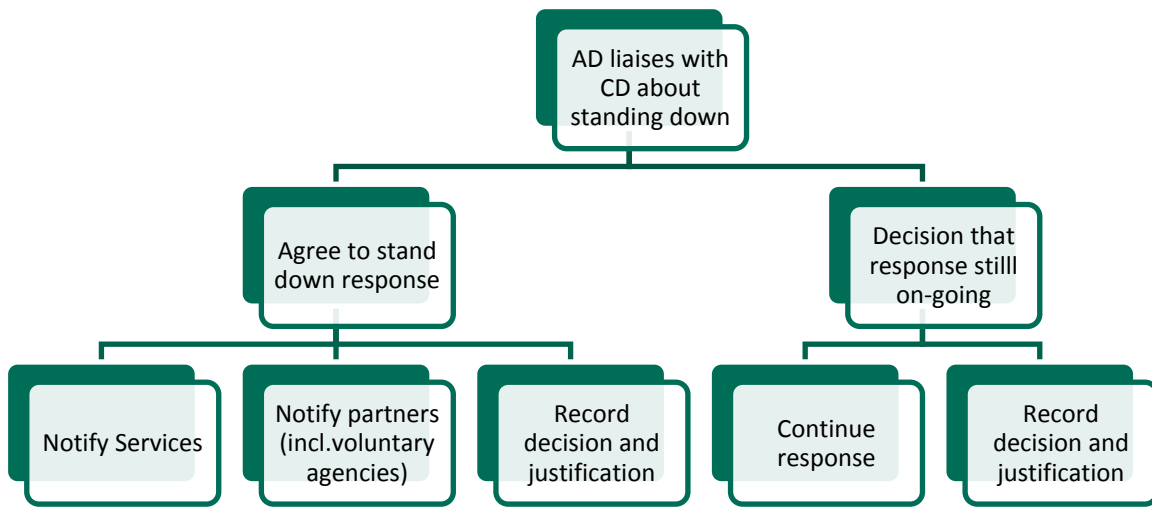 AD liaises with
CD about
standing down
Agree to stand
down response
Decision that
response stilll
on-going
Notify Services
Notify partners
(incl.voluntary
agencies)
Record
decision and
justification
Continue
response
Record
decision and
justification